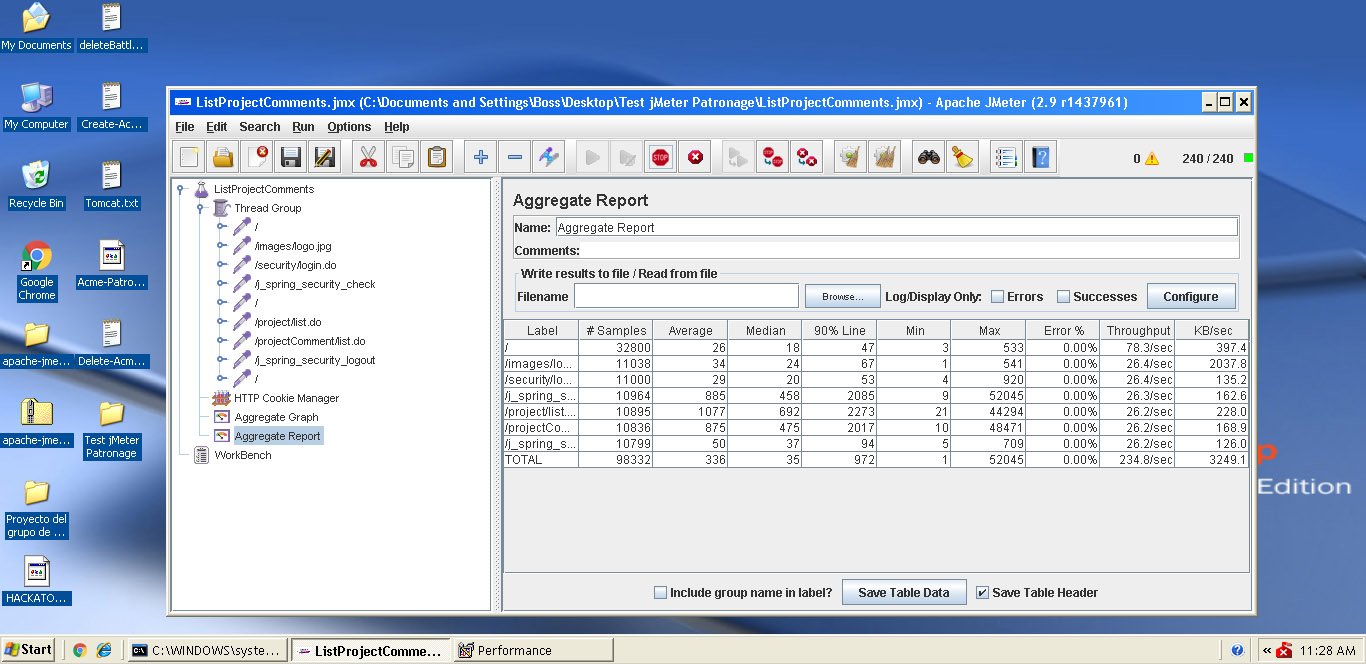 My Documents
deleteBattl...
My Computer
Create-Ac...
Recycle Bin
Tomcat.txt
Google
Chrome
Acme-Patro...
apache-jme...
Delete-Acm...
apache-jme...
Test jMeter
Patronage
Proyecto del
grupo de ...
HACKATO...
ListProjectComments.jmx (C:\Documents and Settings\Boss\Desktop\Test jMeter Patronage\ListProjectComments.jmx) - Apache JMeter (2.9 r1437961)
File Edit Search Run Options Help
STOP
0 240 / 240
ListProjectComments
Thread Group
/
/images/logo.jpg
/security/login.do
/j_spring_security_check
/
/project/list.do
/projectComment/list.do
/j_spring_security_logout
/
HTTP Cookie Manager
Aggregate Graph
Aggregate Report
WorkBench
Aggregate Report
Name: Aggregate Report
Comments:
Write results to file / Read from file
Filename Browse... Log/Display Only: Errors Successes Configure
Label # Samples Average Median 90% Line Min Max Error % Throughput KB/sec
/ 32800 26 18 47 3 533 0.00% 78.3/sec 397.4
/images/lo... 11038 34 24 67 1 541 0.00% 26.4/sec 2037.8
/security/lo... 11000 29 20 53 4 920 0.00% 26.4/sec 135.2
/j_spring_s... 10964 885 458 2085 9 52045 0.00% 26.3/sec 162.6
/project/list.... 10895 1077 692 2273 21 44294 0.00% 26.2/sec 228.0
/projectCo... 10836 875 475 2017 10 48471 0.00% 26.2/sec 168.9
/j_spring_s... 10799 50 37 94 5 709 0.00% 26.2/sec 126.0
TOTAL 98332 336 35 972 1 52045 0.00% 234.8/sec 3249.1
Include group name in label? Save Table Data Save Table Header
p
Edition
Start C:\WINDOWS\syste... ListProjectComme... Performance 11:28 AM